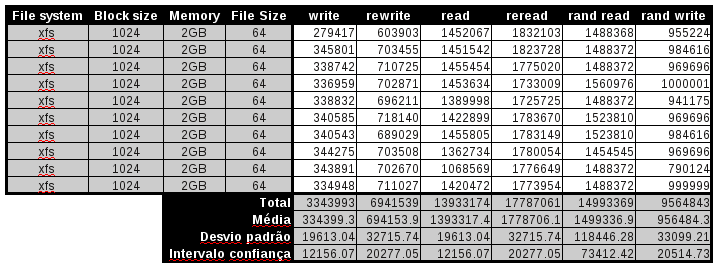 File system Block size Memory File Size write rewrite read reread rand read rand write
xfs 1024 2GB 64 279417 603903 1452067 1832103 1488368 955224
xfs 1024 2GB 64 345801 703455 1451542 1823728 1488372 984616
xfs 1024 2GB 64 338742 710725 1455454 1775020 1488372 969696
xfs 1024 2GB 64 336959 702871 1453634 1733009 1560976 1000001
xfs 1024 2GB 64 338832 696211 1389998 1725725 1488372 941175
xfs 1024 2GB 64 340585 718140 1422899 1783670 1523810 969696
xfs 1024 2GB 64 340543 689029 1455805 1783149 1523810 984616
xfs 1024 2GB 64 344275 703508 1362734 1780054 1454545 969696
xfs 1024 2GB 64 343891 702670 1068569 1776649 1488372 790124
xfs 1024 2GB 64 334948 711027 1420472 1773954 1488372 999999
Total 3343993 6941539 13933174 17787061 14993369 9564843
Média 334399.3 694153.9 1393317.4 1778706.1 1499336.9 956484.3
Desvio padrão 19613.04 32715.74 19613.04 32715.74 118446.28 33099.21
Intervalo confiança 12156.07 20277.05 12156.07 20277.05 73412.42 20514.73